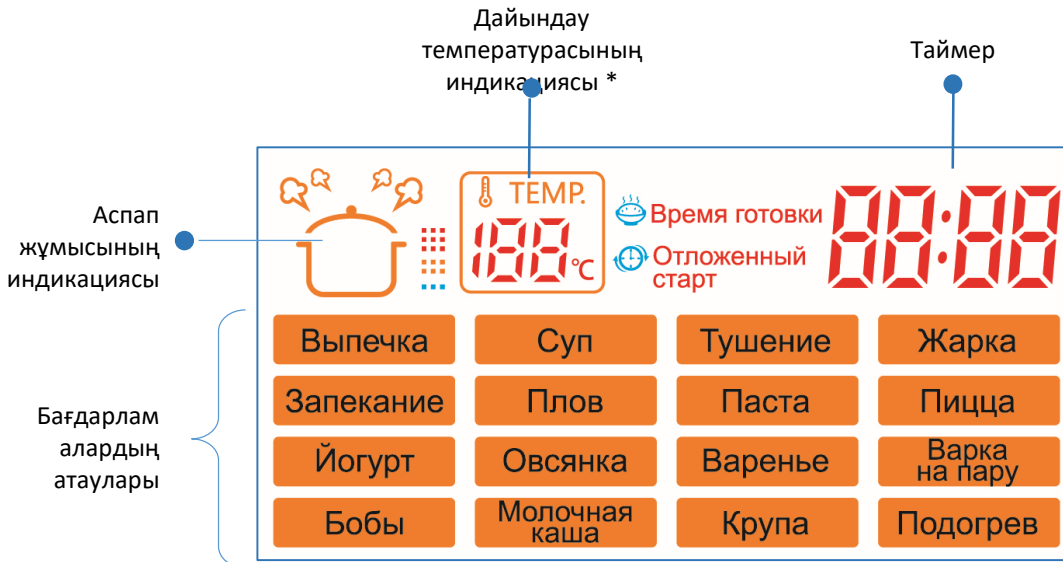 Дайындау
температурасының
индикациясы *
Таймер
Аспап
жұмысының
индикациясы
TEMP.
188°C
Время готовки
Отложенный
старт
88:88
Бағдарлам
алардың
атаулары
Выпечка
Суп
Тушение
Жарка
Запекание
Плов
Паста
Пицца
Йогурт
Овсянка
Варенье
Варка
на пару
Бобы
Молочная
каша
Крупа
Подогрев